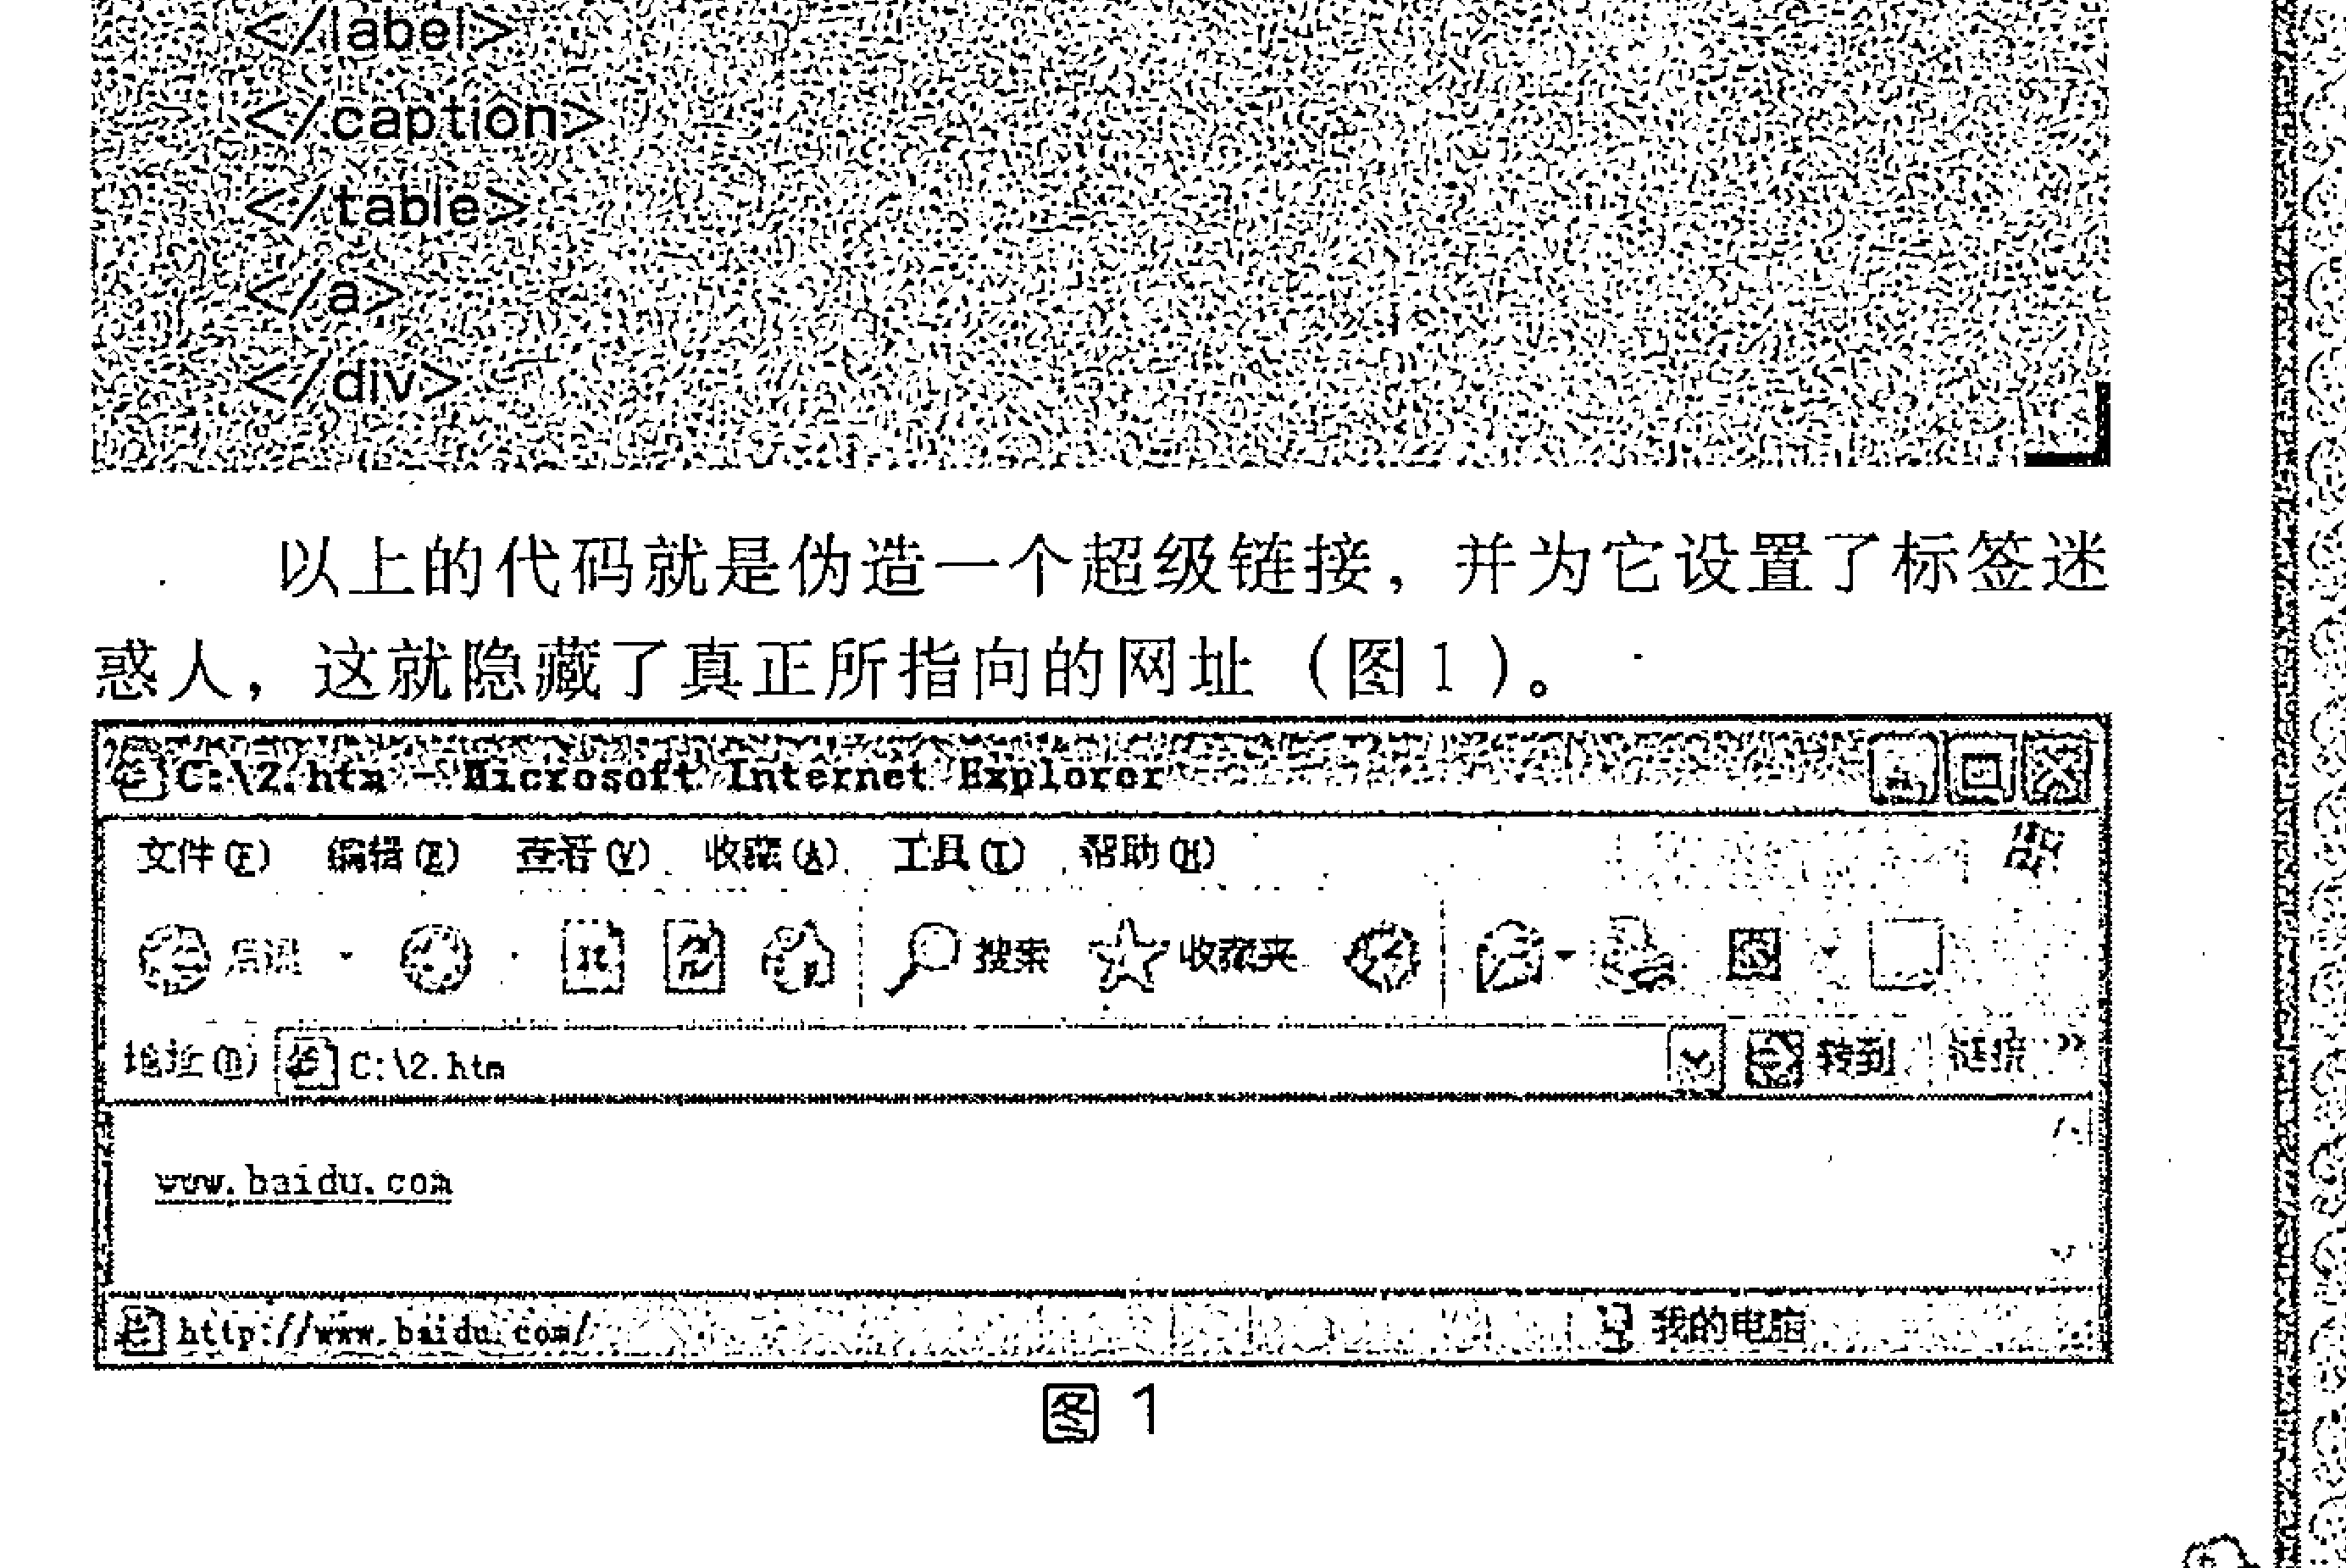 </label>
</caption>
</table>
</a>
</div>
以上的代码就是伪造一个超级链接，并为它设置了标签迷
惑人，这就隐藏了真正所指向的网址（图1）。
C:\2.htm - Microsoft Internet Explorer
文件(F) 编辑(E) 查看(V) 收藏(A) 工具(T) 帮助(H)
后退 搜索 收藏夹
地址(D) C:\2.htm 转到 链接 »
www.baidu.com
http://www.baidu.com/ 我的电脑
图1